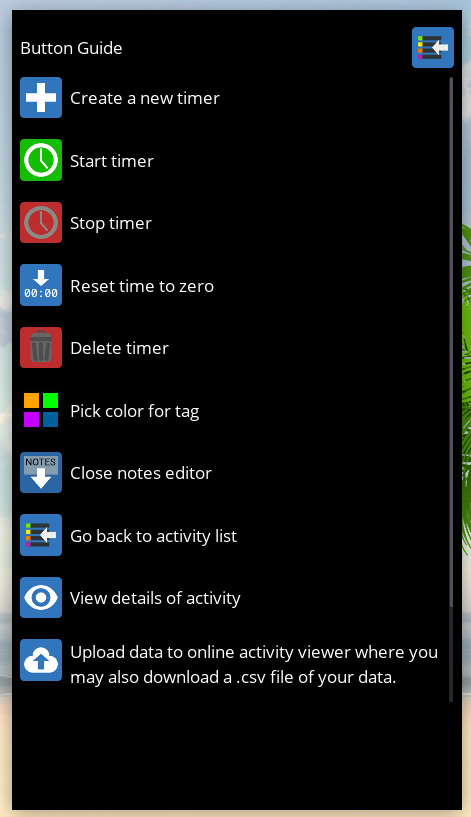 Button Guide
Create a new timer
Start timer
Stop timer
00:00
Reset time to zero
Delete timer
Pick color for tag
NOTES
Close notes editor
Go back to activity list
View details of activity
Upload data to online activity viewer where you
may also download a .csv file of your data.